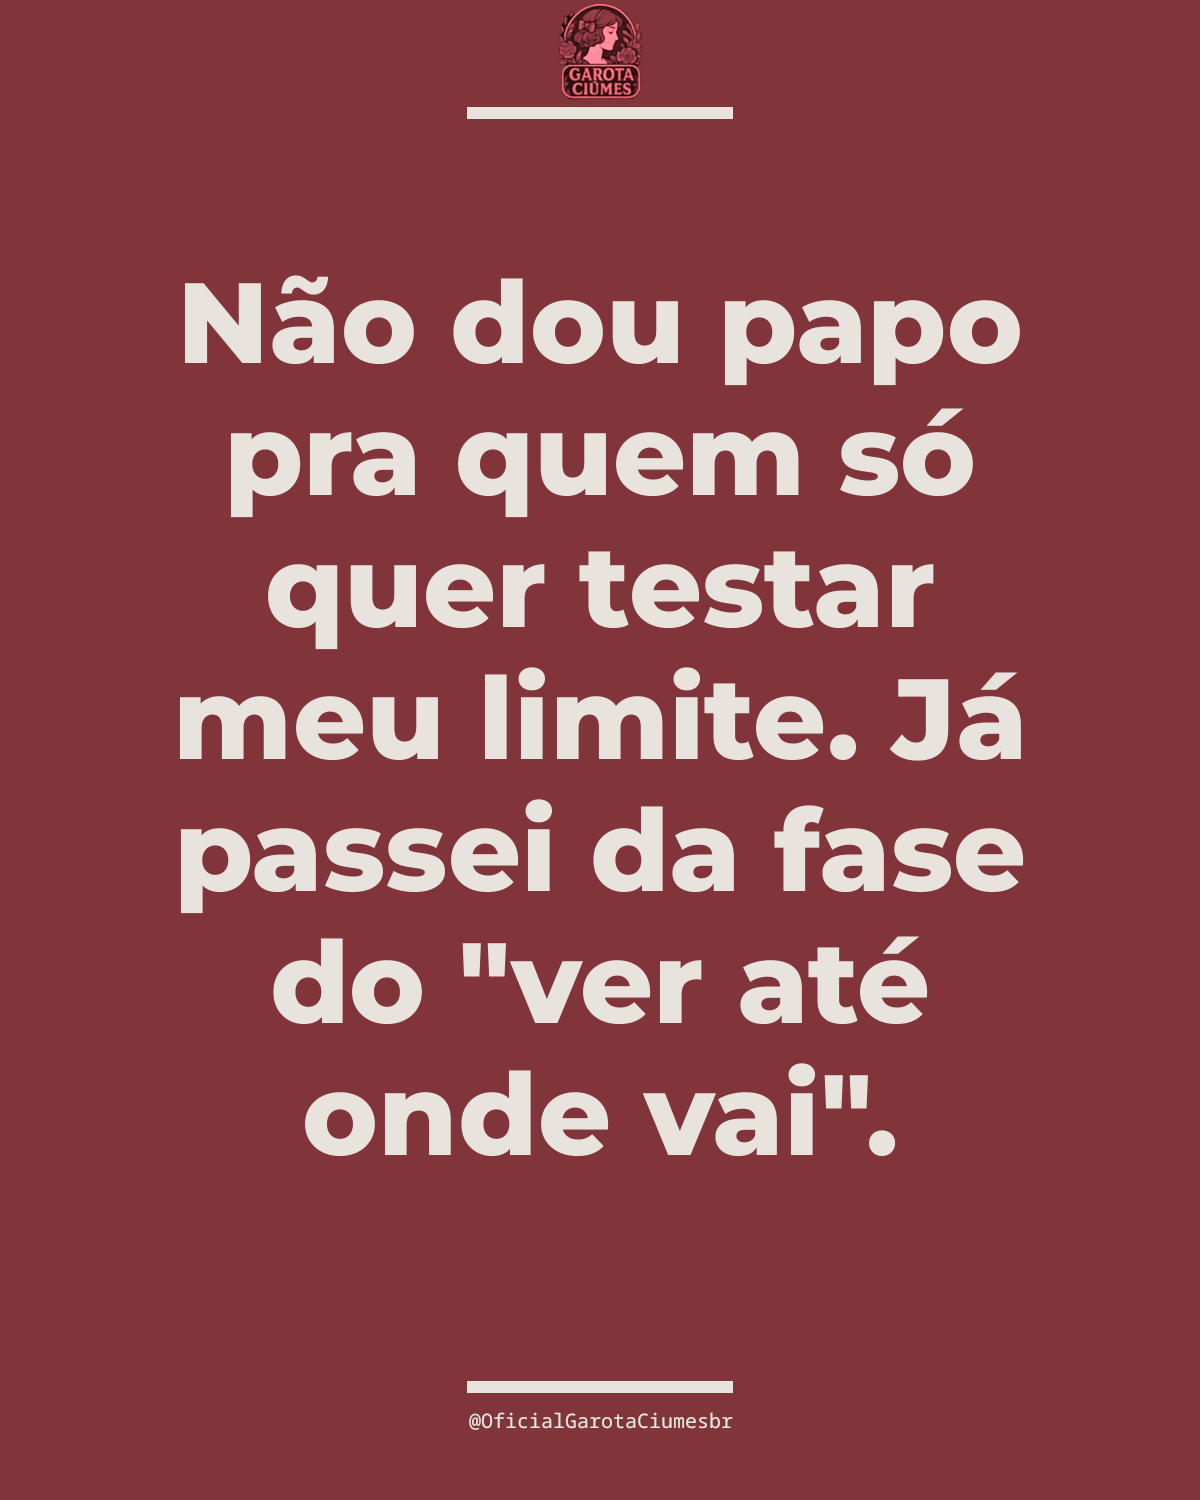 GAROTA
CIÚMES
Não dou papo
pra quem só
quer testar
meu limite. Já
passei da fase
do "ver até
onde vai".
@OficialGarotaCiumesbr